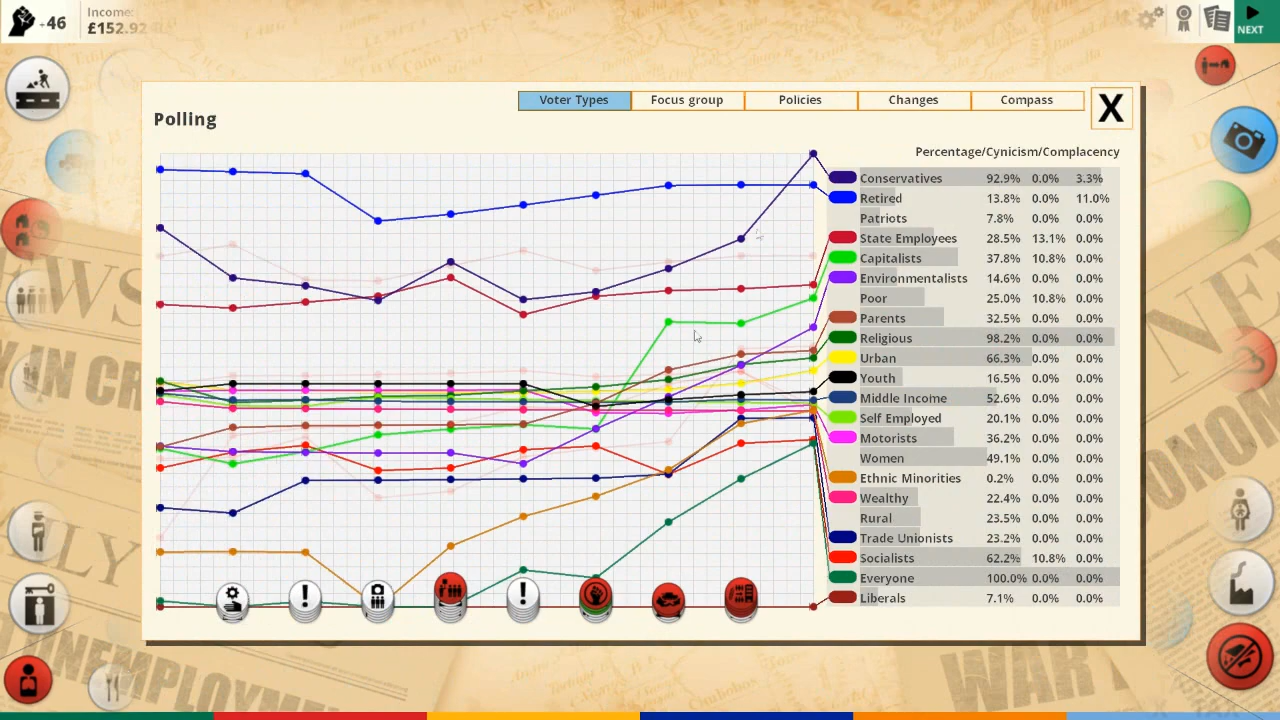 +46
Income:
£152.92
NEXT
Voter Types Focus group Policies Changes Compass X
Polling
Percentage/Cynicism/Complacency
Conservatives 92.9% 0.0% 3.3%
Retired 13.8% 0.0% 11.0%
Patriots 7.8% 0.0% 0.0%
State Employees 28.5% 13.1% 0.0%
Capitalists 37.8% 10.8% 0.0%
Environmentalists 14.6% 0.0% 0.0%
Poor 25.0% 10.8% 0.0%
Parents 32.5% 0.0% 0.0%
Religious 98.2% 0.0% 0.0%
Urban 66.3% 0.0% 0.0%
Youth 16.5% 0.0% 0.0%
Middle Income 52.6% 0.0% 0.0%
Self Employed 20.1% 0.0% 0.0%
Motorists 36.2% 0.0% 0.0%
Women 49.1% 0.0% 0.0%
Ethnic Minorities 0.2% 0.0% 0.0%
Wealthy 22.4% 0.0% 0.0%
Rural 23.5% 0.0% 0.0%
Trade Unionists 23.2% 0.0% 0.0%
Socialists 62.2% 10.8% 0.0%
Everyone 100.0% 0.0% 0.0%
Liberals 7.1% 0.0% 0.0%
UNEMPLOYM
WAR